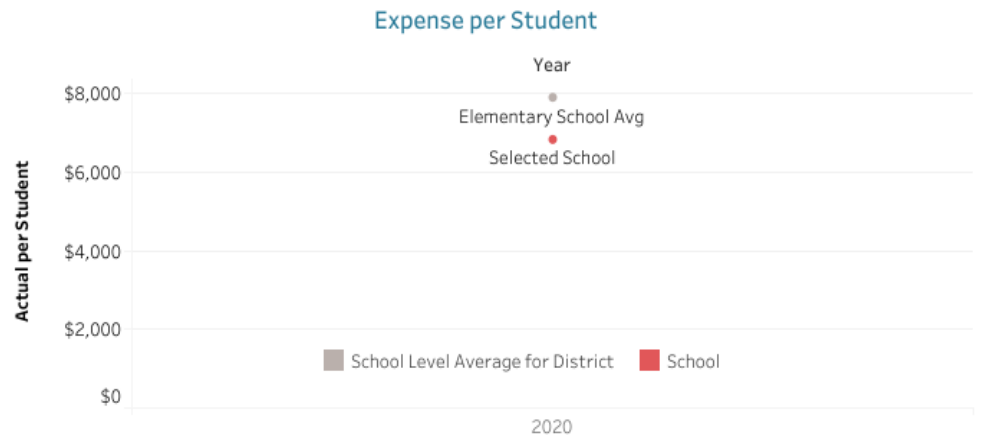 Expense per Student
Year
$8,000
Elementary School Avg
Selected School
$6,000
Actual per Student
$4,000
$2,000
School Level Average for District School
$0
2020